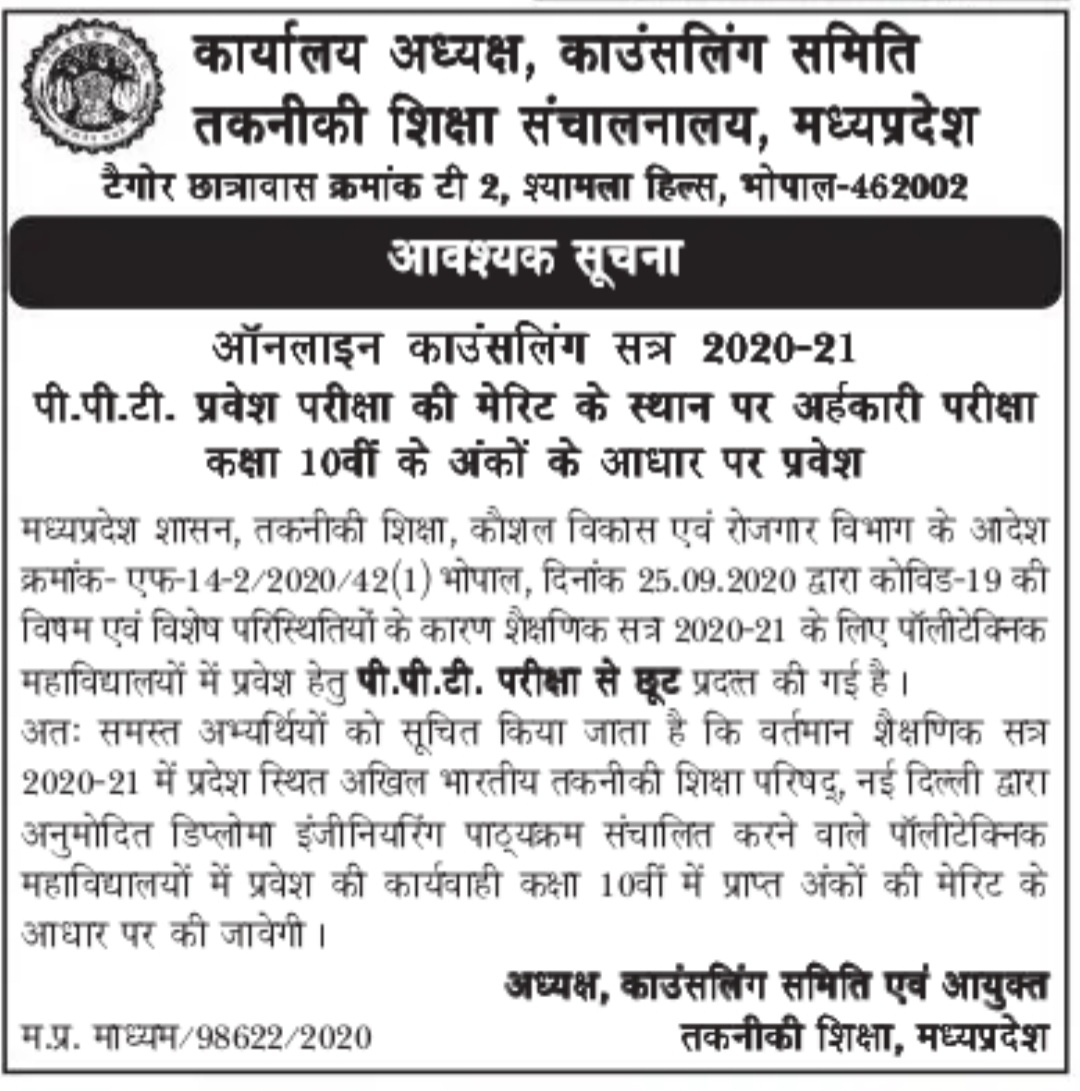 कार्यालय अध्यक्ष, काउंसलिंग समिति
तकनीकी शिक्षा संचालनालय, मध्यप्रदेश
टैगोर छात्रावास क्रमांक टी 2, श्यामला हिल्स, भोपाल-462002
आवश्यक सूचना
ऑनलाइन काउंसलिंग सत्र 2020-21
पी.पी.टी. प्रवेश परीक्षा की मेरिट के स्थान पर अर्हकारी परीक्षा
कक्षा 10वीं के अंकों के आधार पर प्रवेश
मध्यप्रदेश शासन, तकनीकी शिक्षा, कौशल विकास एवं रोजगार विभाग के आदेश
क्रमांक- एफ-14-2/2020/42(1) भोपाल, दिनांक 25.09.2020 द्वारा कोविड-19 की
विषम एवं विशेष परिस्थितियों के कारण शैक्षणिक सत्र 2020-21 के लिए पॉलीटेक्निक
महाविद्यालयों में प्रवेश हेतु पी.पी.टी. परीक्षा से छूट प्रदत्त की गई है।
अतः समस्त अभ्यर्थियों को सूचित किया जाता है कि वर्तमान शैक्षणिक सत्र
2020-21 में प्रदेश स्थित अखिल भारतीय तकनीकी शिक्षा परिषद्, नई दिल्ली द्वारा
अनुमोदित डिप्लोमा इंजीनियरिंग पाठ्यक्रम संचालित करने वाले पॉलीटेक्निक
महाविद्यालयों में प्रवेश की कार्यवाही कक्षा 10वीं में प्राप्त अंकों की मेरिट के
आधार पर की जावेगी।
अध्यक्ष, काउंसलिंग समिति एवं आयुक्त
म.प्र. माध्यम/98622/2020 तकनीकी शिक्षा, मध्यप्रदेश